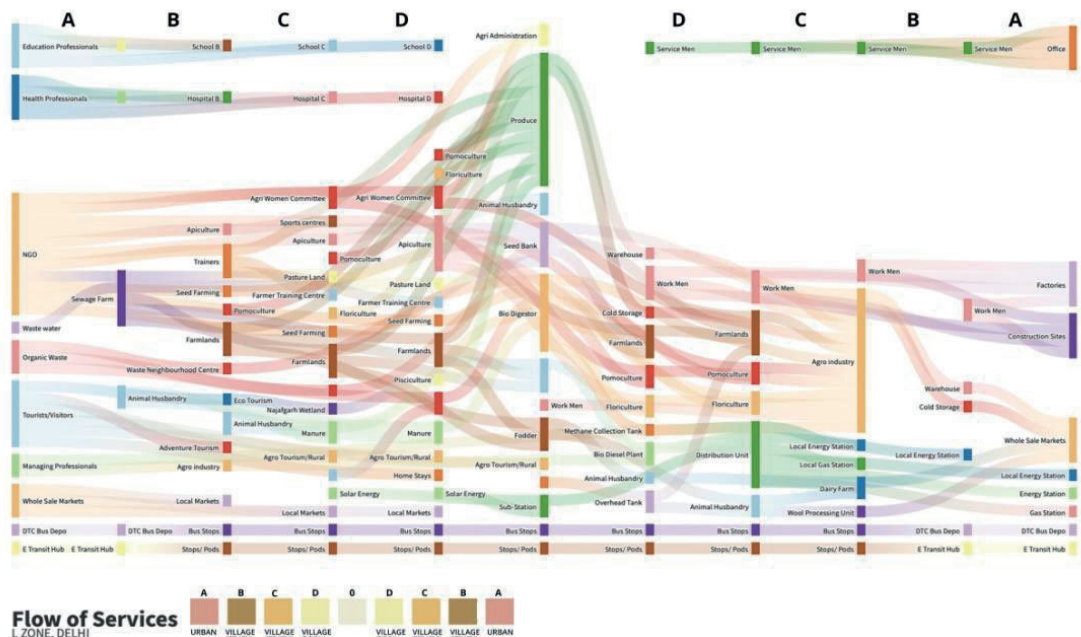 A B C D D C B A
Education Professionals
School B
School C
School D
Agri Administration
Service Men
Service Men
Service Men
Service Men
Office
Health Professionals
Hospital B
Hospital C
Hospital D
Produce
Pomoculture
Floriculture
NGO
Agri Women Committee
Agri Women Committee
Animal Husbandry
Apiculture
Sports centres
Apiculture
Apiculture
Seed Bank
Trainers
Pomoculture
Warehouse
Work Men
Factories
Pasture Land
Pasture Land
Work Men
Work Men
Sewage Farm
Seed Farming
Farmer Training Centre
Farmer Training Centre
Pomoculture
Floriculture
Seed Farming
Bio Digestor
Cold Storage
Work Men
Waste water
Seed Farming
Farmlands
Farmlands
Farmlands
Construction Sites
Organic Waste
Farmlands
Farmlands
Agro industry
Waste Neighbourhood Centre
Pisciculture
Pomoculture
Pomoculture
Warehouse
Animal Husbandry
Eco Tourism
Najafgarh Wetland
Work Men
Floriculture
Floriculture
Cold Storage
Tourists/Visitors
Animal Husbandry
Manure
Manure
Fodder
Methane Collection Tank
Whole Sale Markets
Adventure Tourism
Agro Tourism/Rural
Agro Tourism/Rural
Agro Tourism/Rural
Bio Diesel Plant
Distribution Unit
Local Energy Station
Local Energy Station
Managing Professionals
Agro industry
Home Stays
Animal Husbandry
Local Gas Station
Local Energy Station
Whole Sale Markets
Local Markets
Solar Energy
Solar Energy
Sub-Station
Overhead Tank
Animal Husbandry
Dairy Farm
Energy Station
Local Markets
Local Markets
Wool Processing Unit
Gas Station
DTC Bus Depo
DTC Bus Depo
Bus Stops
Bus Stops
Bus Stops
Bus Stops
Bus Stops
Bus Stops
Bus Stops
DTC Bus Depo
DTC Bus Depo
E Transit Hub
E Transit Hub
Stops/ Pods
Stops/ Pods
Stops/ Pods
Stops/ Pods
Stops/ Pods
Stops/ Pods
Stops/ Pods
E Transit Hub
E Transit Hub
A B C D 0 D C B A
Flow of Services
L ZONE, DELHI
URBAN VILLAGE VILLAGE VILLAGE VILLAGE VILLAGE VILLAGE URBAN